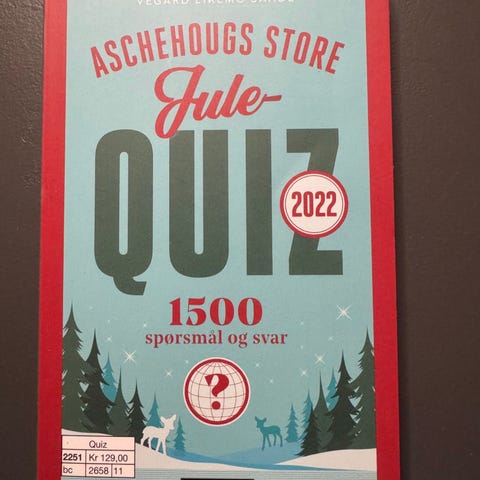 ASCHEHOUGS STORE
Jule-
QUIZ
2022
1500
spørsmål og svar
?
Quiz
2251 Kr 129,00
bc 2658 11